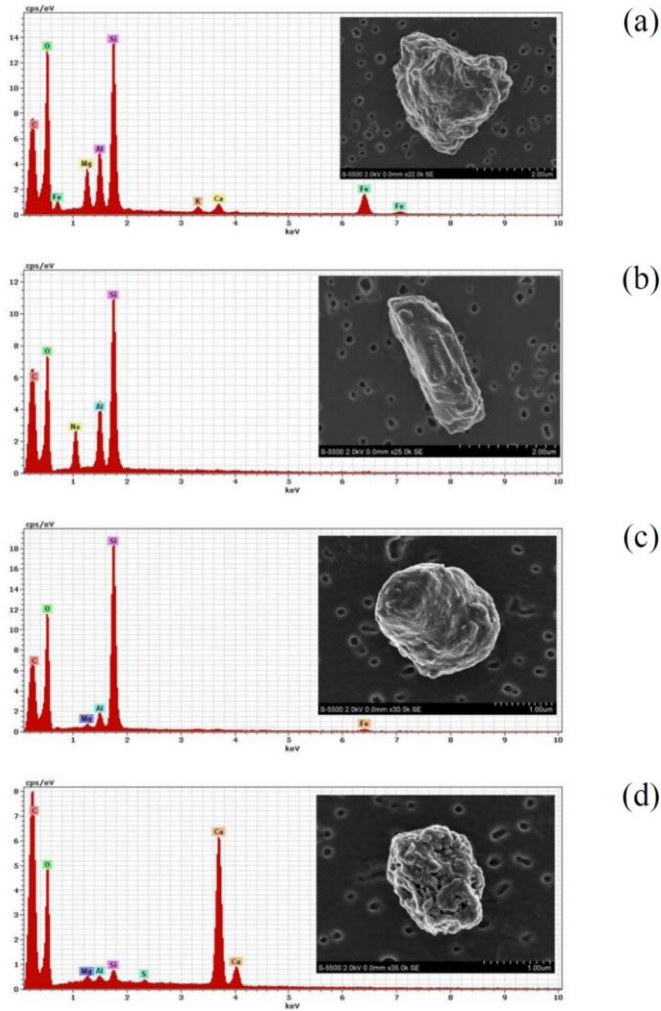 cps/eV
(a)
14
12
10
8
6
4
2
0
C
O
Fe
Mg
Al
Si
K
Ca
Fe
Fe
S-5500 2.0kV 0.0mm x22.0k SE 2.00um
1 2 3 4 5 6 7 8 9 10
keV
cps/eV
(b)
12
10
8
6
4
2
0
C
O
Na
Al
Si
S-5500 2.0kV 0.0mm x25.0k SE 2.00um
1 2 3 4 5 6 7 8 9 10
keV
cps/eV
(c)
18
16
14
12
10
8
6
4
2
0
C
O
Mg
Al
Si
Fe
S-5500 2.0kV 0.0mm x30.0k SE 1.00um
1 2 3 4 5 6 7 8 9 10
keV
cps/eV
(d)
8
7
6
5
4
3
2
1
0
C
O
Mg
Al
Si
S
Ca
Ca
S-5500 2.0kV 0.0mm x35.0k SE 1.00um
1 2 3 4 5 6 7 8 9 10
keV